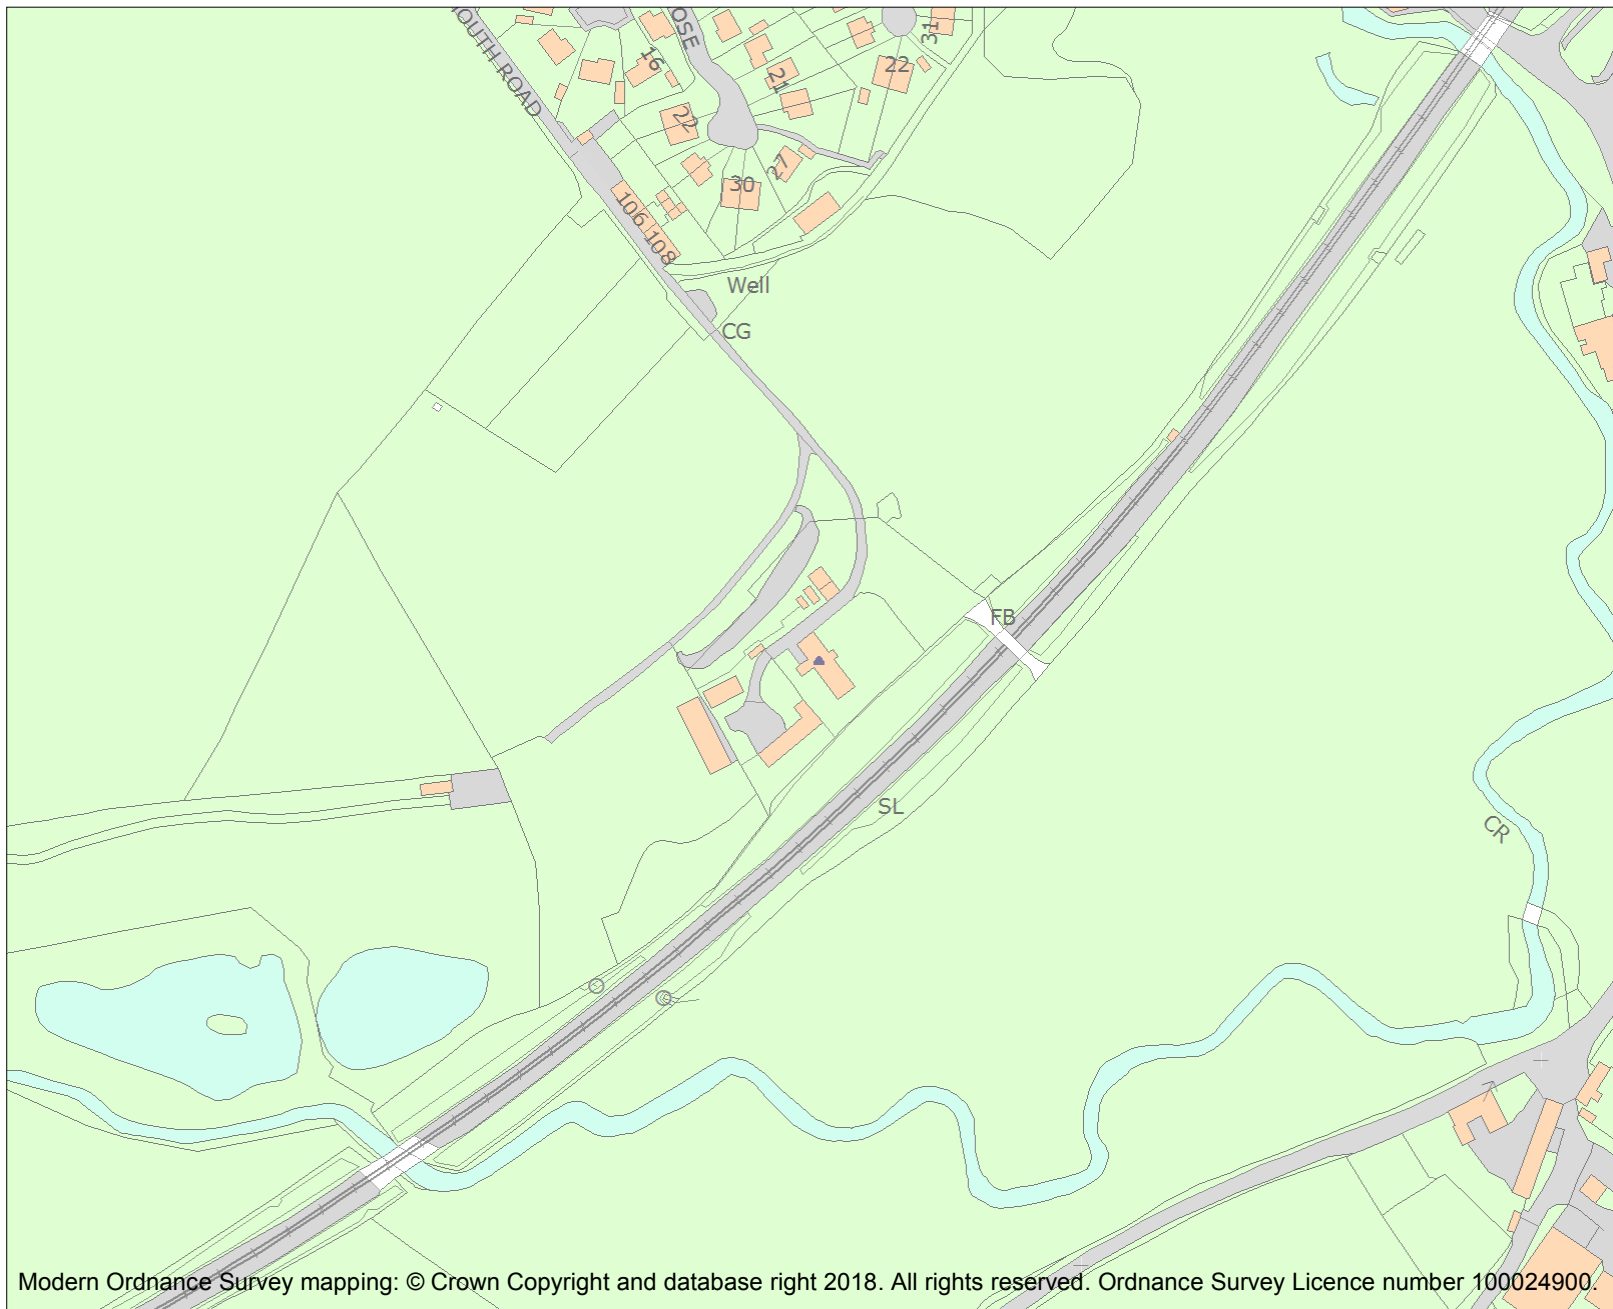 OUTH ROAD
OSE
16
21
31
22
22
27
30
106
108
Well
CG
FB
SL
CR
7
Modern Ordnance Survey mapping: © Crown Copyright and database right 2018. All rights reserved. Ordnance Survey Licence number 100024900.